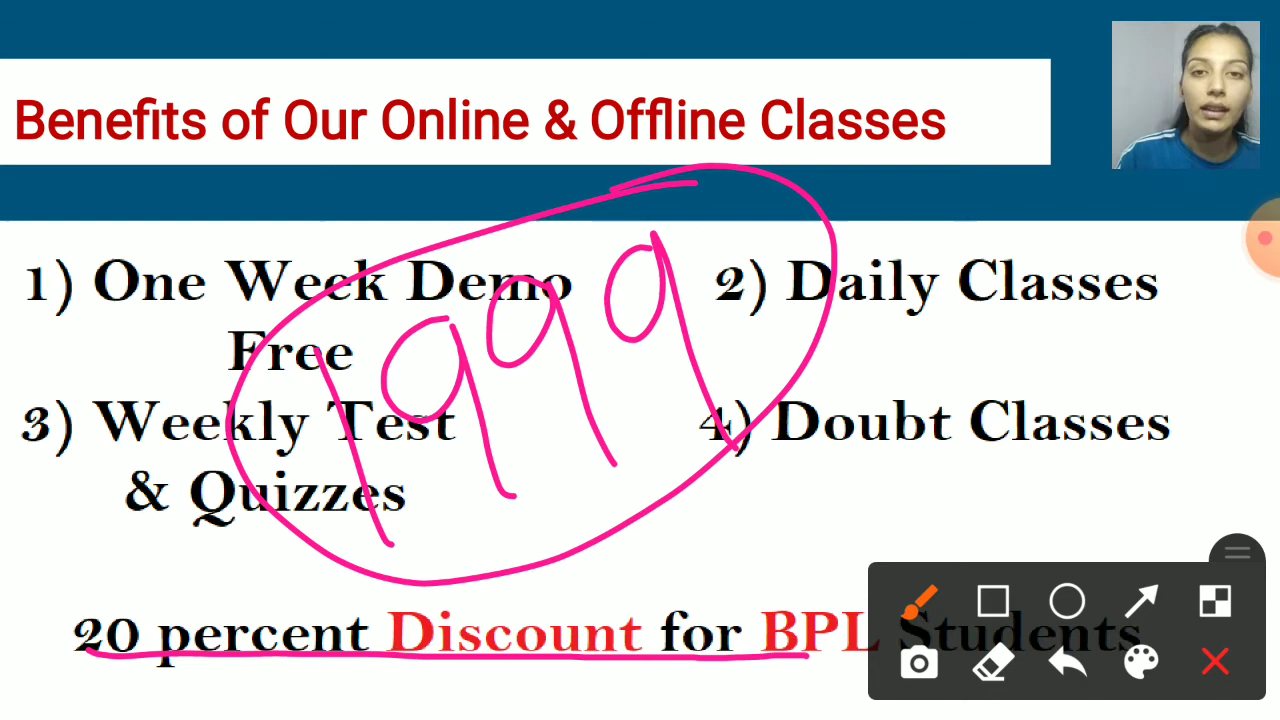 Benefits of Our Online & Offline Classes
1) One Week Demo Free
2) Daily Classes
3) Weekly Test & Quizzes
4) Doubt Classes
1999
20 percent Discount for BPL Students